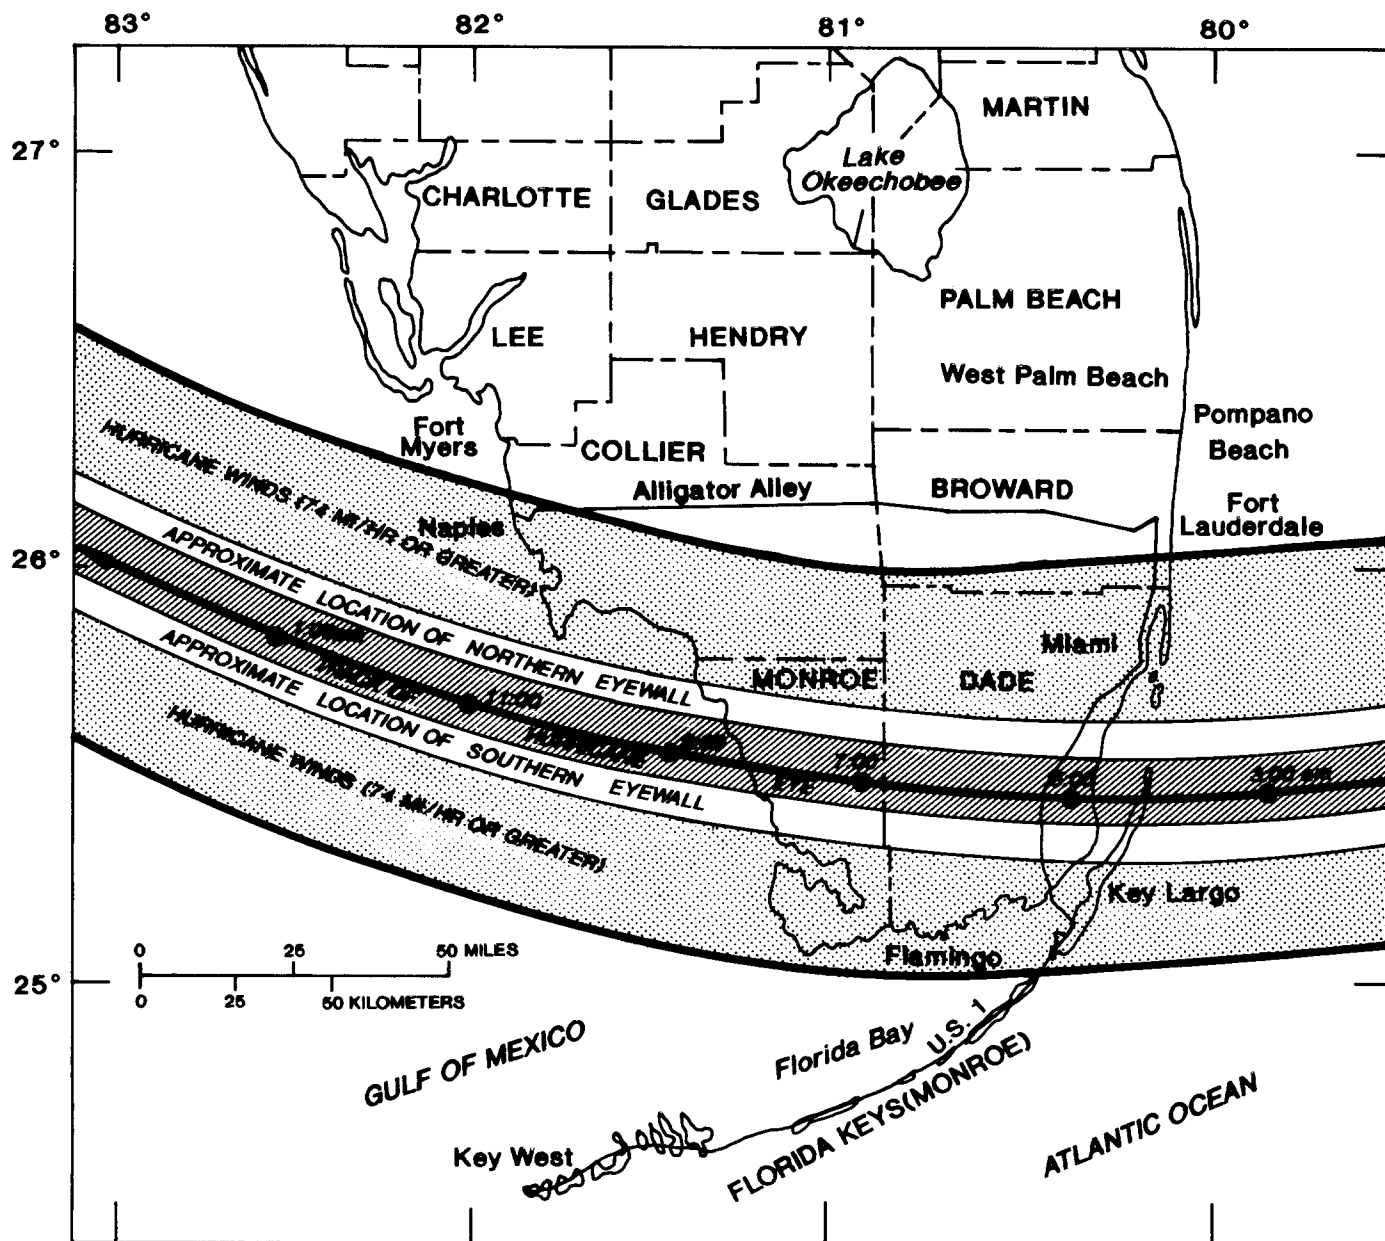 83° 82° 81° 80°
MARTIN
27°
Lake
Okeechobee
CHARLOTTE GLADES
PALM BEACH
LEE HENDRY
West Palm Beach
Pompano
Beach
Fort
Myers
COLLIER
Alligator Alley BROWARD
Fort
Lauderdale
HURRICANE WINDS (74 MI/HR OR GREATER)
Naples
26°
APPROXIMATE LOCATION OF NORTHERN EYEWALL
Miami
MONROE DADE
TRACK OF HURRICANE EYE
11:00
7:00
APPROXIMATE LOCATION OF SOUTHERN EYEWALL
HURRICANE WINDS (74 MI/HR OR GREATER)
Key Largo
Flamingo
0 25 50 MILES
0 25 50 KILOMETERS
25°
U.S. 1
Florida Bay
GULF OF MEXICO
FLORIDA KEYS(MONROE)
ATLANTIC OCEAN
Key West